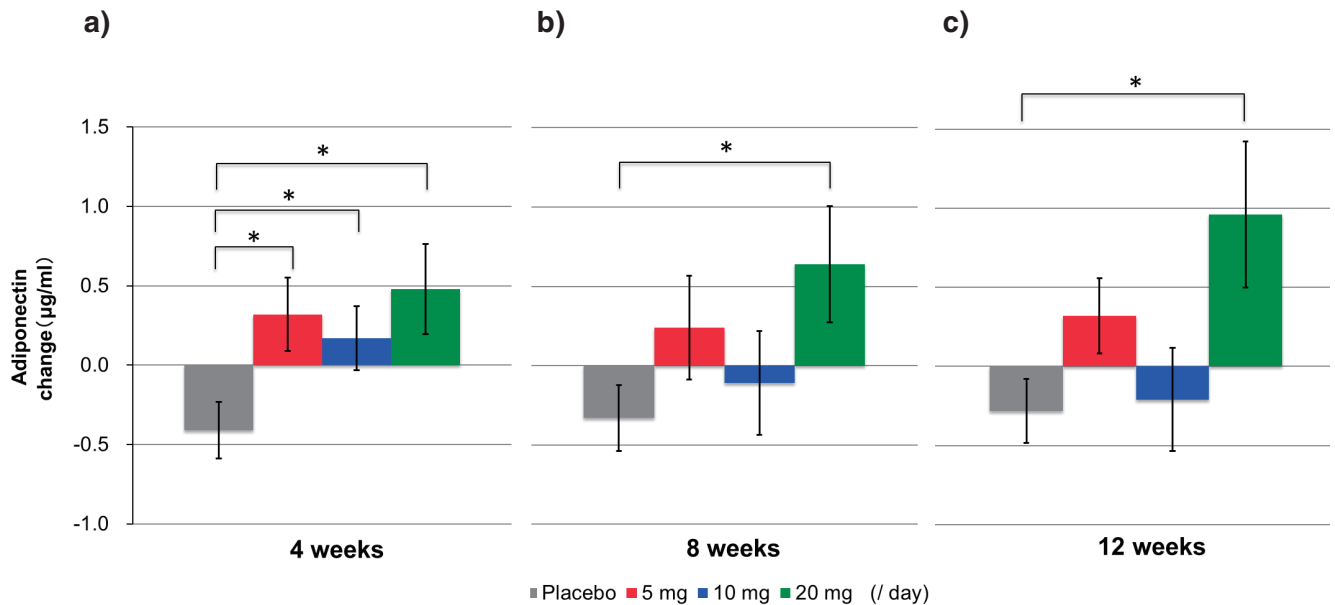 a)
b)
c)
*
*
*
*
*
1.5
1.0
0.5
0.0
-0.5
-1.0
Adiponectin
change(µg/ml)
4 weeks
8 weeks
12 weeks
Placebo 5 mg 10 mg 20 mg (/ day)